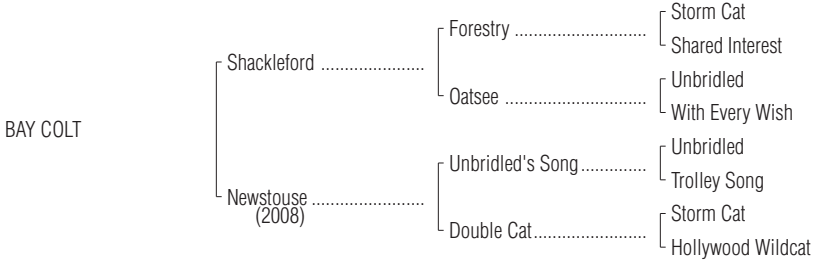 Storm Cat
Forestry ............................
Shared Interest
Shackleford ......................
Unbridled
Oatsee ..............................
With Every Wish
BAY COLT
Unbridled
Unbridled's Song..............
Trolley Song
Newstouse ........................
(2008)
Storm Cat
Double Cat........................
Hollywood Wildcat